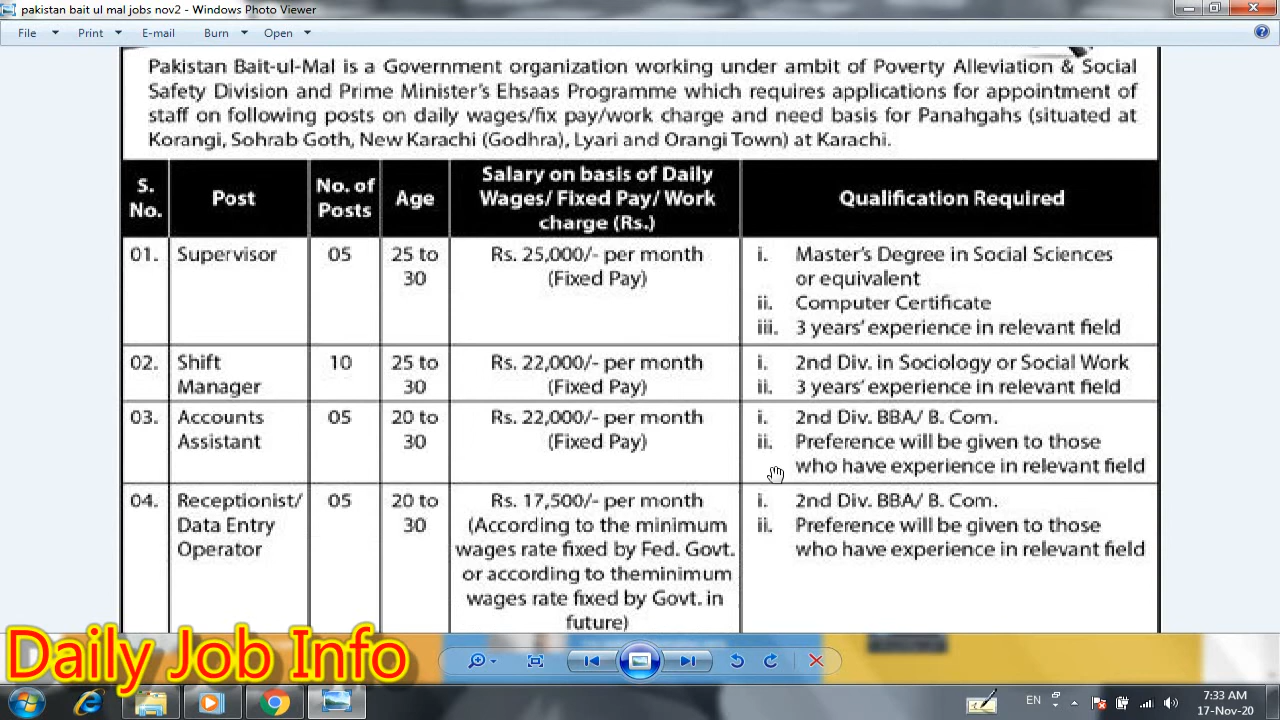 pakistan bait ul mal jobs nov2 - Windows Photo Viewer
File Print E-mail Burn Open
Pakistan Bait-ul-Mal is a Government organization working under ambit of Poverty Alleviation & Social
Safety Division and Prime Minister's Ehsaas Programme which requires applications for appointment of
staff on following posts on daily wages/fix pay/work charge and need basis for Panahgahs (situated at
Korangi, Sohrab Goth, New Karachi (Godhra), Lyari and Orangi Town) at Karachi.
S. No. Post No. of Posts Age Salary on basis of Daily Wages/ Fixed Pay/ Work charge (Rs.) Qualification Required
01. Supervisor 05 25 to 30 Rs. 25,000/- per month (Fixed Pay)
i. Master's Degree in Social Sciences
or equivalent
ii. Computer Certificate
iii. 3 years' experience in relevant field
02. Shift Manager 10 25 to 30 Rs. 22,000/- per month (Fixed Pay)
i. 2nd Div. in Sociology or Social Work
ii. 3 years' experience in relevant field
03. Accounts Assistant 05 20 to 30 Rs. 22,000/- per month (Fixed Pay)
i. 2nd Div. BBA/ B. Com.
ii. Preference will be given to those
who have experience in relevant field
04. Receptionist/ Data Entry Operator 05 20 to 30 Rs. 17,500/- per month
(According to the minimum
wages rate fixed by Fed. Govt.
or according to theminimum
wages rate fixed by Govt. in
future)
i. 2nd Div. BBA/ B. Com.
ii. Preference will be given to those
who have experience in relevant field
Daily Job Info
EN
7:33 AM
17-Nov-20